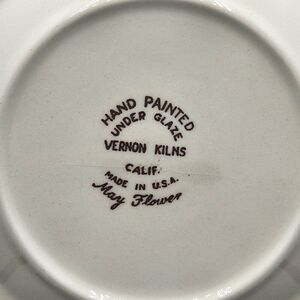 HAND PAINTED
UNDER GLAZE
VERNON KILNS
CALIF.
MADE IN U.S.A.
May Flower